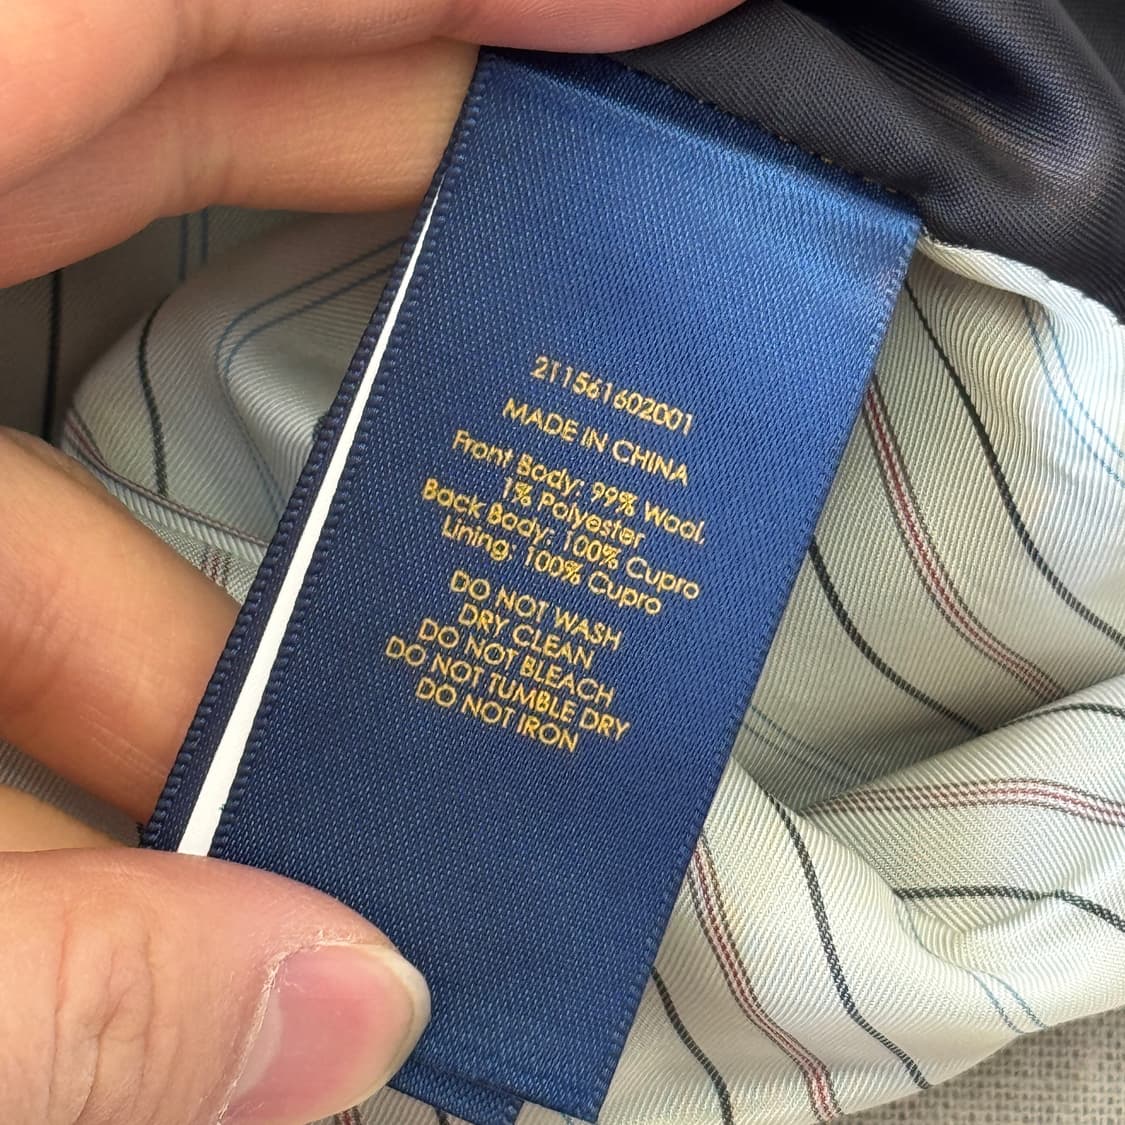 211561602001
MADE IN CHINA
Front Body: 99% Wool,
1% Polyester
Back Body: 100% Cupro
Lining: 100% Cupro
DO NOT WASH
DRY CLEAN
DO NOT BLEACH
DO NOT TUMBLE DRY
DO NOT IRON